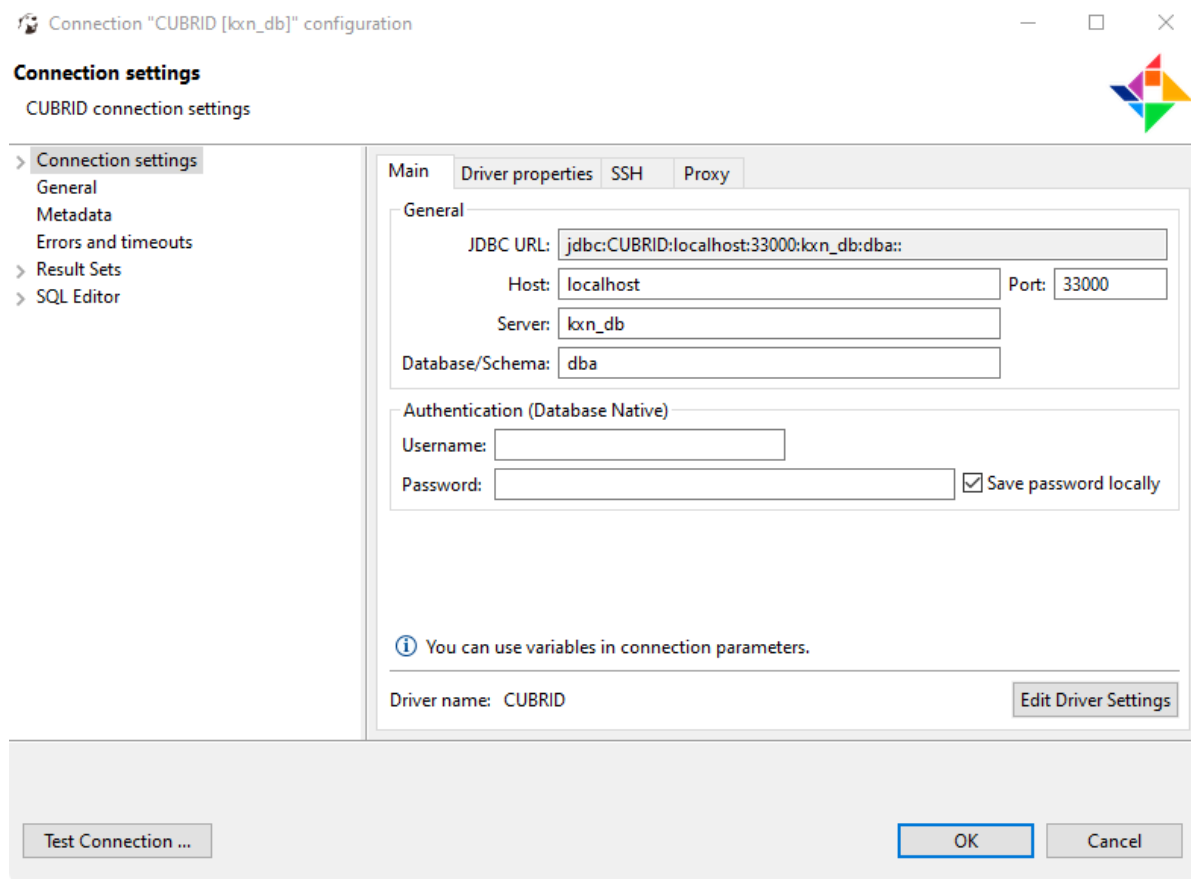 Connection "CUBRID [kxn_db]" configuration
Connection settings
CUBRID connection settings
Connection settings
General
Metadata
Errors and timeouts
Result Sets
SQL Editor
Main Driver properties SSH Proxy
General
JDBC URL: jdbc:CUBRID:localhost:33000:kxn_db:dba::
Host: localhost Port: 33000
Server: kxn_db
Database/Schema: dba
Authentication (Database Native)
Username:
Password: Save password locally
You can use variables in connection parameters.
Driver name: CUBRID Edit Driver Settings
Test Connection ... OK Cancel